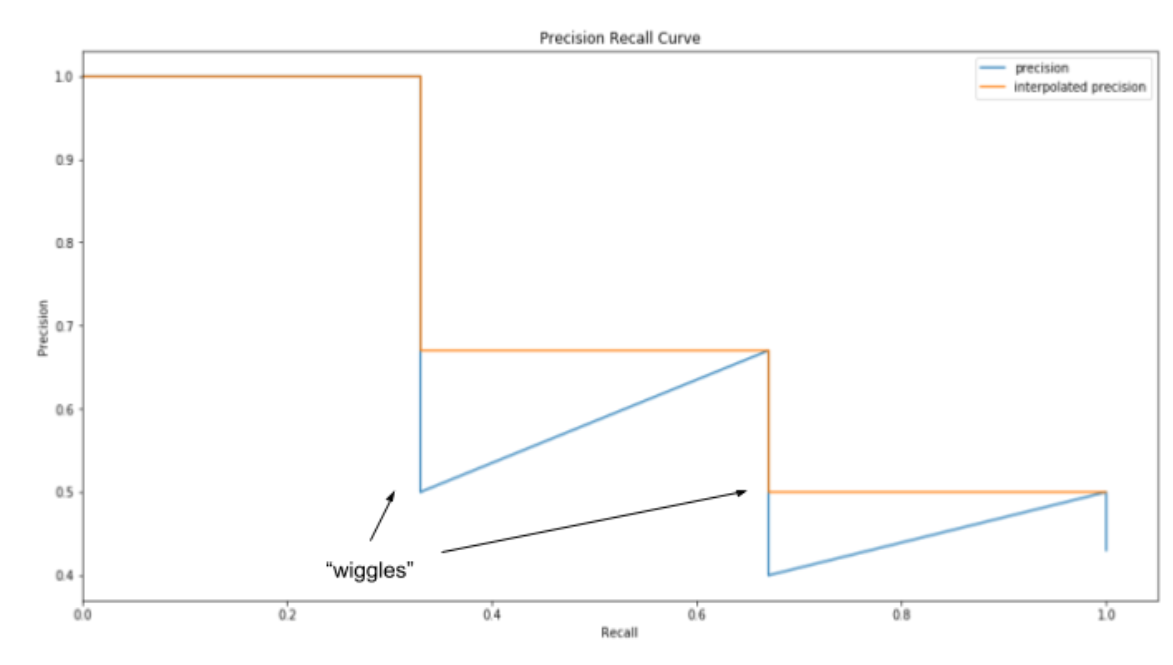 Precision Recall Curve
precision
interpolated precision
1.0
0.9
0.8
0.7
0.6
0.5
0.4
Precision
“wiggles”
0.0 0.2 0.4 0.6 0.8 1.0
Recall